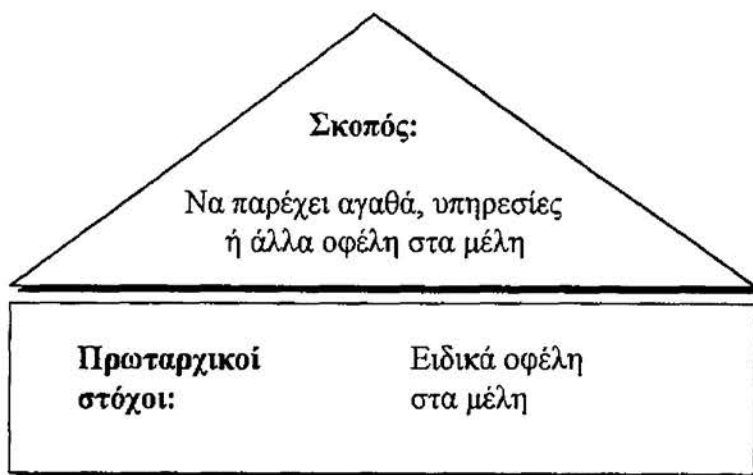 Σκοπός:
Να παρέχει αγαθά, υπηρεσίες
ή άλλα οφέλη στα μέλη
Πρωταρχικοί
στόχοι:
Ειδικά οφέλη
στα μέλη